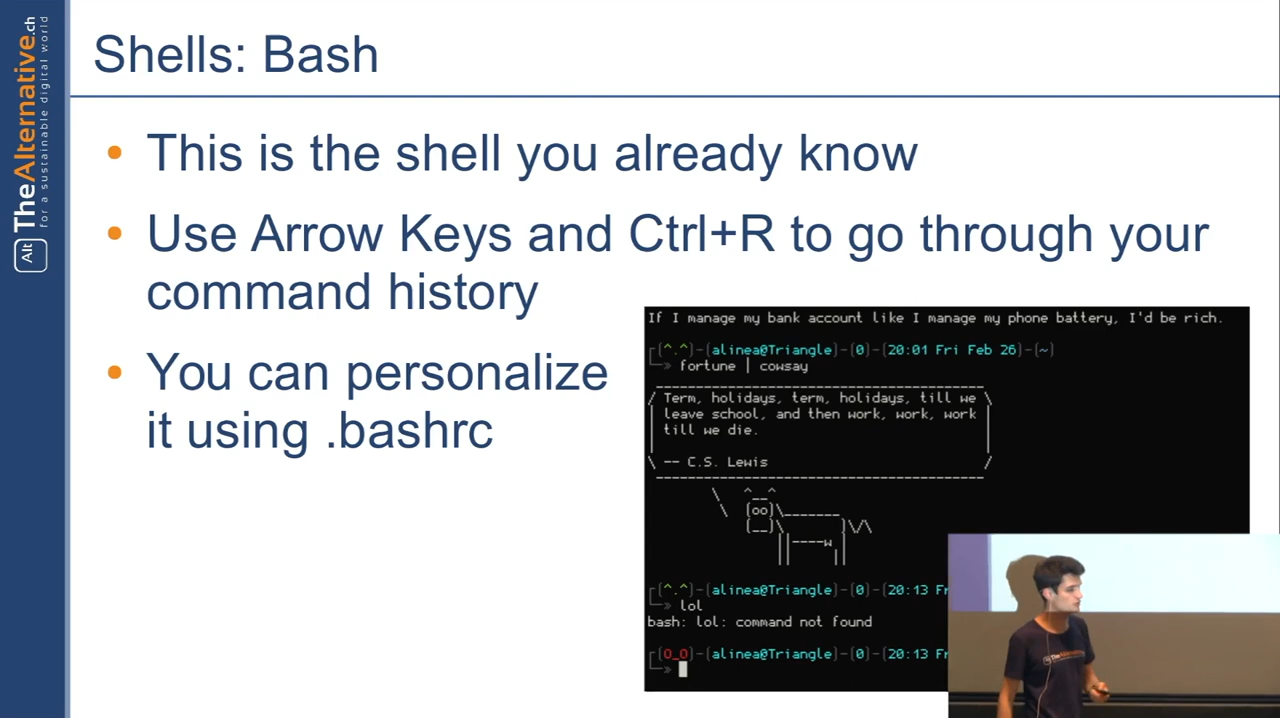 Shells: Bash
TheAlternative.ch
for a sustainable digital world
Alt
• This is the shell you already know
• Use Arrow Keys and Ctrl+R to go through your
command history
• You can personalize
it using .bashrc
If I manage my bank account like I manage my phone battery, I'd be rich.
┌[^.^]-[alinea@Triangle]-[0]-[20:01 Fri Feb 26]-[~]
└─» fortune | cowsay
/ Term, holidays, term, holidays, till we \
| leave school, and then work, work, work |
| till we die. |
\ -- C.S. Lewis /
\ ^__^
\ (oo)\_______
(__)\ )\/\
||----w |
|| ||
┌[^.^]-[alinea@Triangle]-[0]-[20:13 Fr
└─» lol
bash: lol: command not found
┌[O_O]-[alinea@Triangle]-[0]-[20:13 Fr
└─»